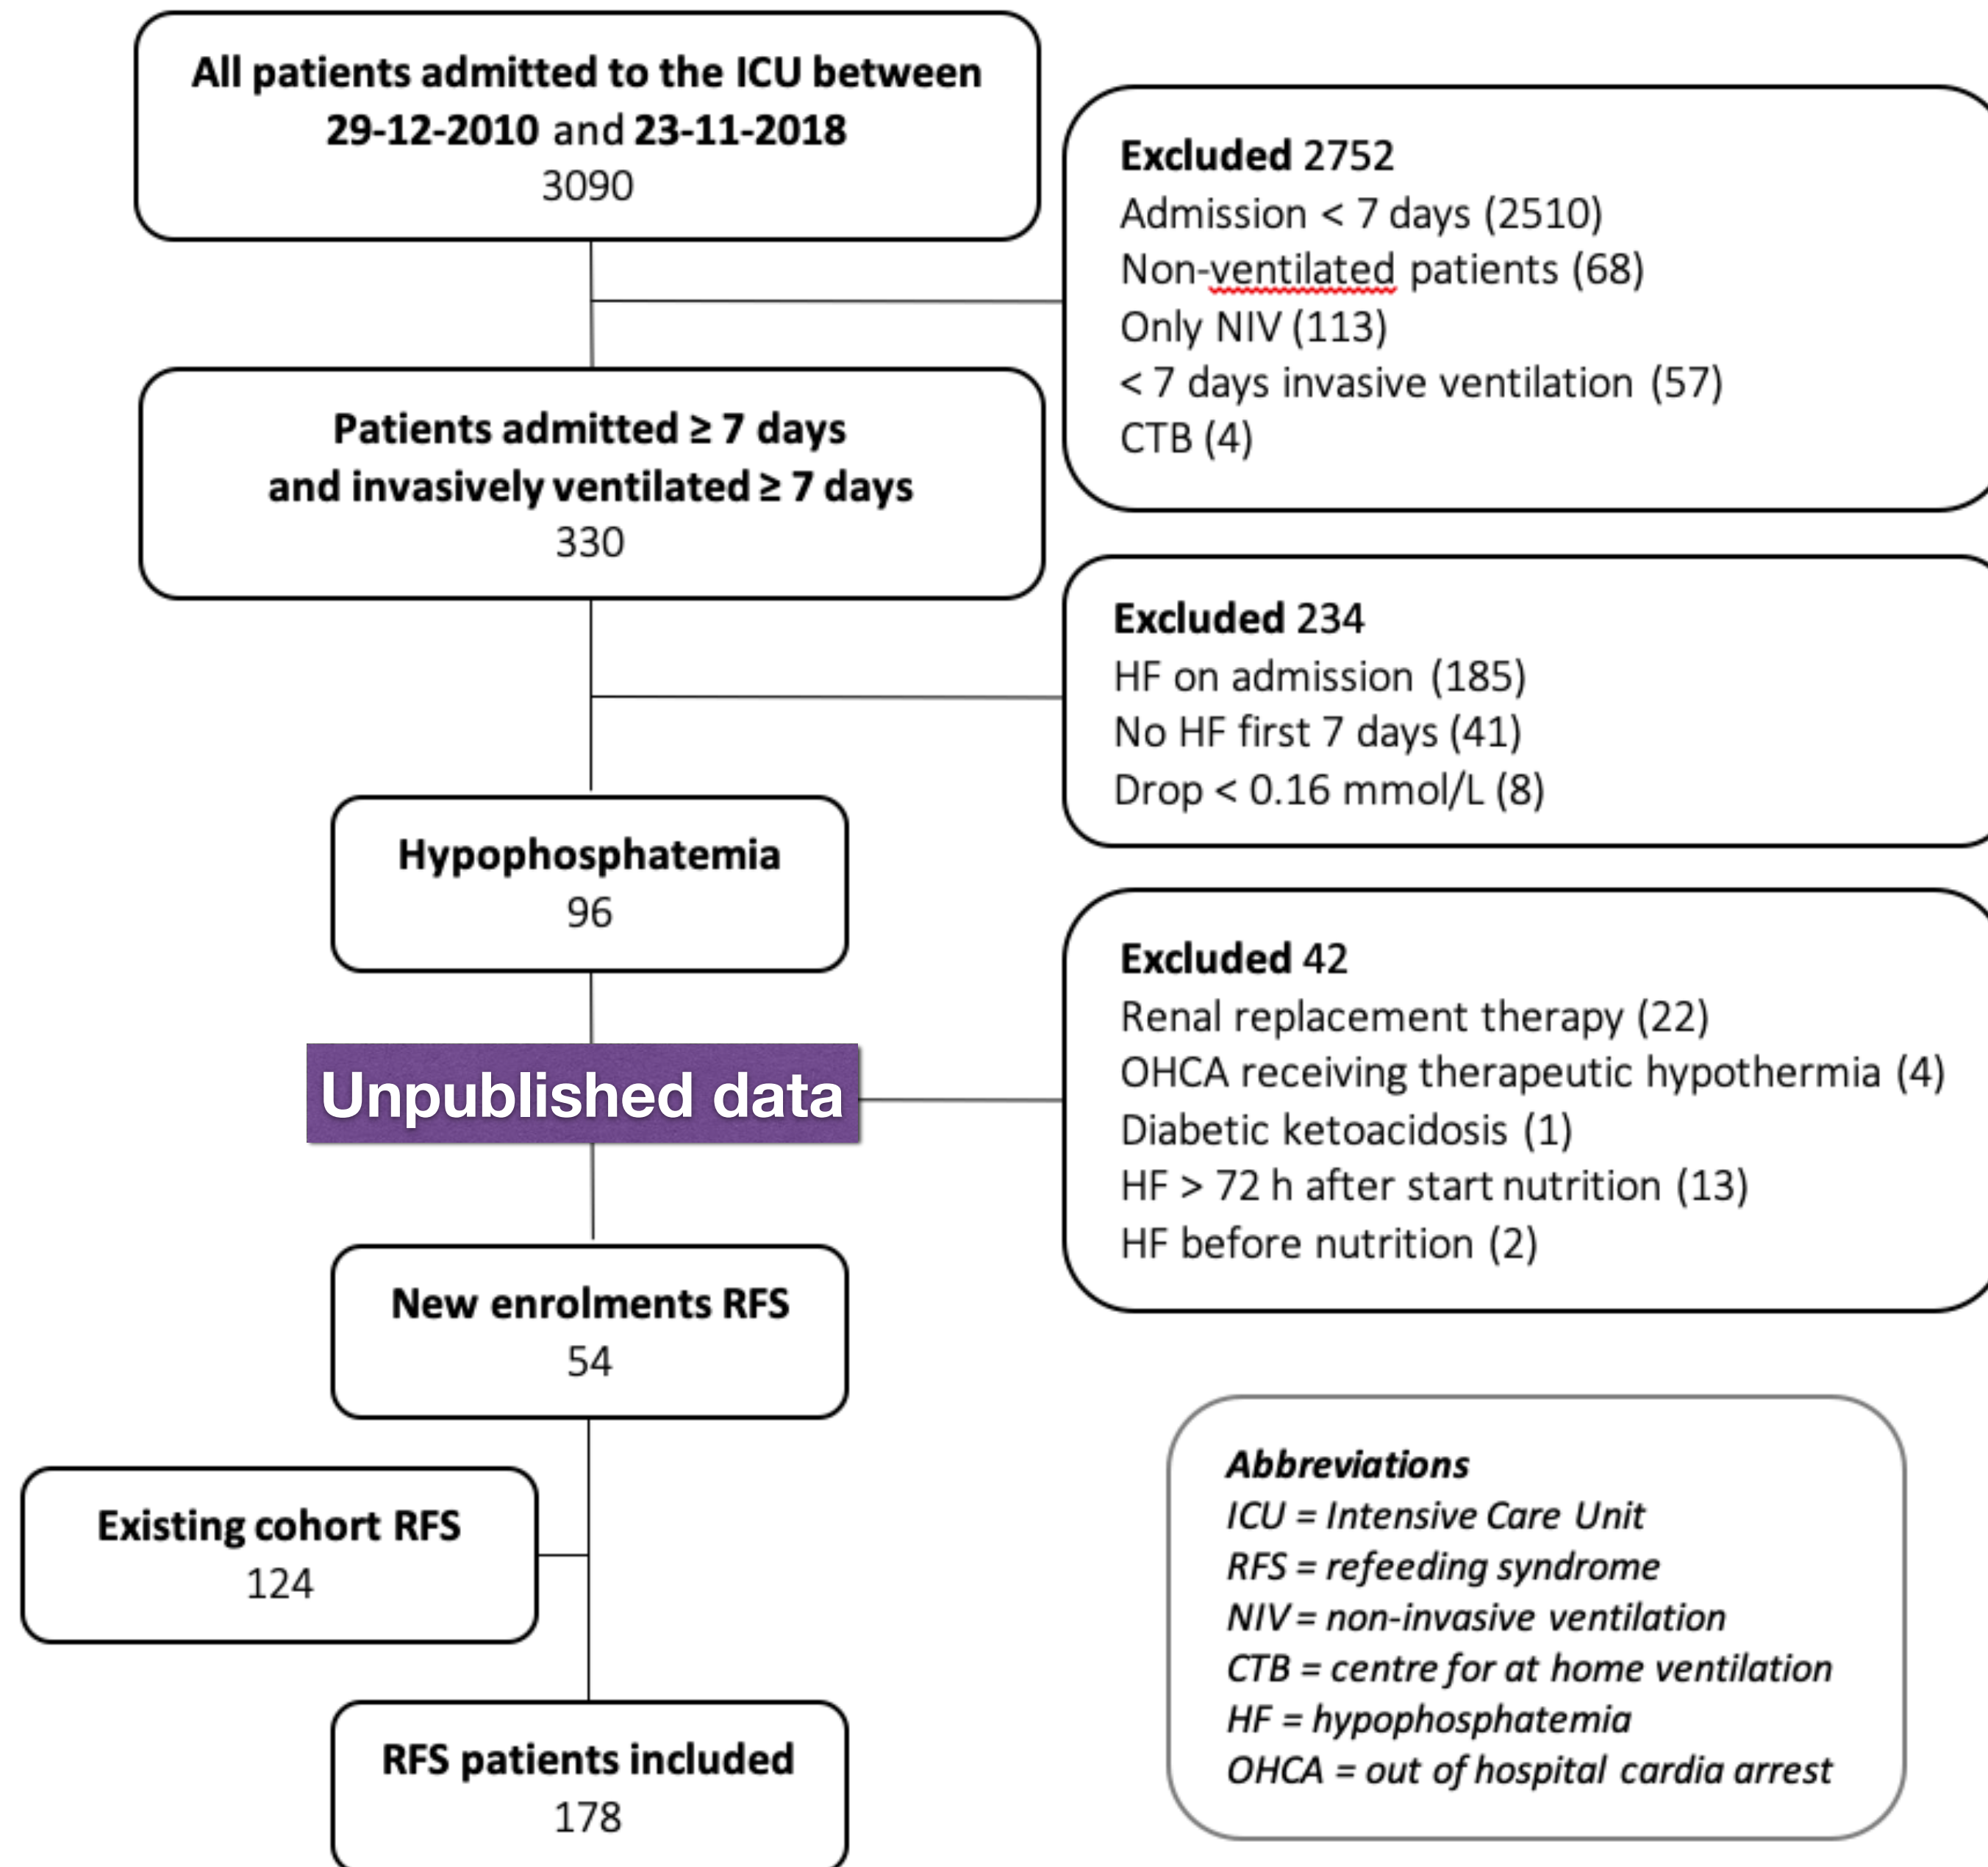 All patients admitted to the ICU between
29-12-2010 and 23-11-2018
3090
Excluded 2752
Admission < 7 days (2510)
Non-ventilated patients (68)
Only NIV (113)
< 7 days invasive ventilation (57)
CTB (4)
Patients admitted ≥ 7 days
and invasively ventilated ≥ 7 days
330
Excluded 234
HF on admission (185)
No HF first 7 days (41)
Drop < 0.16 mmol/L (8)
Hypophosphatemia
96
Excluded 42
Renal replacement therapy (22)
OHCA receiving therapeutic hypothermia (4)
Diabetic ketoacidosis (1)
HF > 72 h after start nutrition (13)
HF before nutrition (2)
Unpublished data
New enrolments RFS
54
Existing cohort RFS
124
RFS patients included
178
Abbreviations
ICU = Intensive Care Unit
RFS = refeeding syndrome
NIV = non-invasive ventilation
CTB = centre for at home ventilation
HF = hypophosphatemia
OHCA = out of hospital cardia arrest